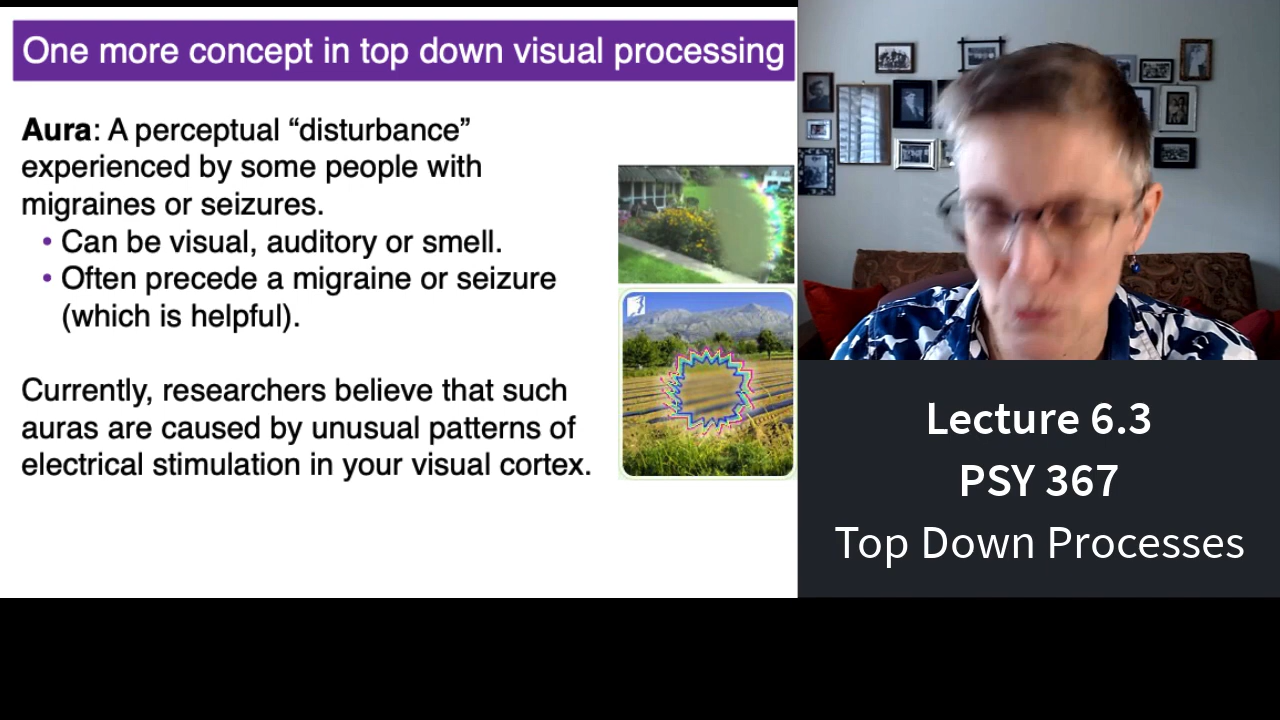 One more concept in top down visual processing
Aura: A perceptual “disturbance”
experienced by some people with
migraines or seizures.
• Can be visual, auditory or smell.
• Often precede a migraine or seizure
(which is helpful).
Currently, researchers believe that such
auras are caused by unusual patterns of
electrical stimulation in your visual cortex.
Lecture 6.3
PSY 367
Top Down Processes